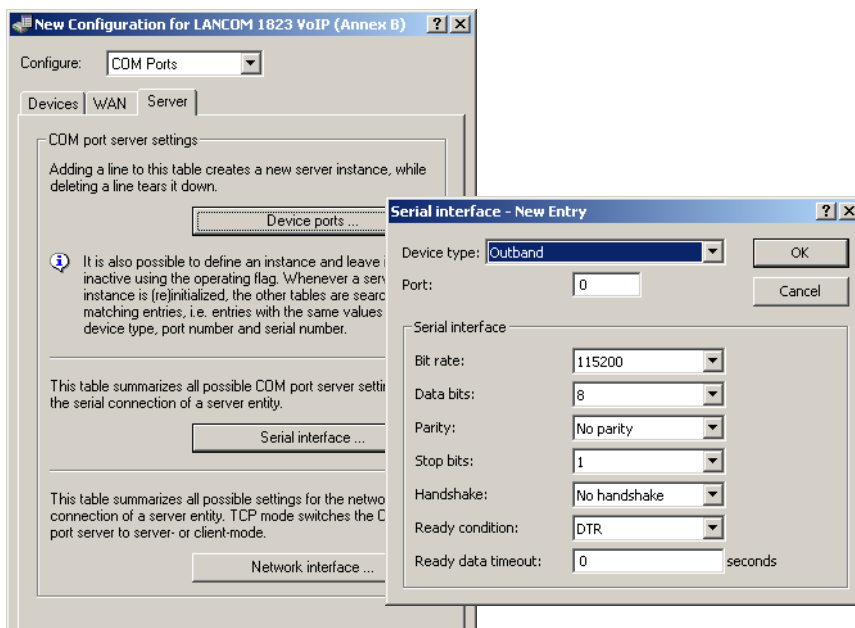 New Configuration for LANCOM 1823 VoIP (Annex B)
Configure: COM Ports
Devices WAN Server
COM port server settings
Adding a line to this table creates a new server instance, while
deleting a line tears it down.
Device ports ...
It is also possible to define an instance and leave
inactive using the operating flag. Whenever a
instance is (re)initialized, the other tables are
matching entries, i.e. entries with the same values
device type, port number and serial number.
This table summarizes all possible COM port server
the serial connection of a server entity.
Serial interface ...
This table summarizes all possible settings for the
connection of a server entity. TCP mode switches the
port server to server- or client-mode.
Network interface ...
Serial interface - New Entry
Device type: Outband
OK
Port: 0
Cancel
Serial interface
Bit rate: 115200
Data bits: 8
Parity: No parity
Stop bits: 1
Handshake: No handshake
Ready condition: DTR
Ready data timeout: 0 seconds